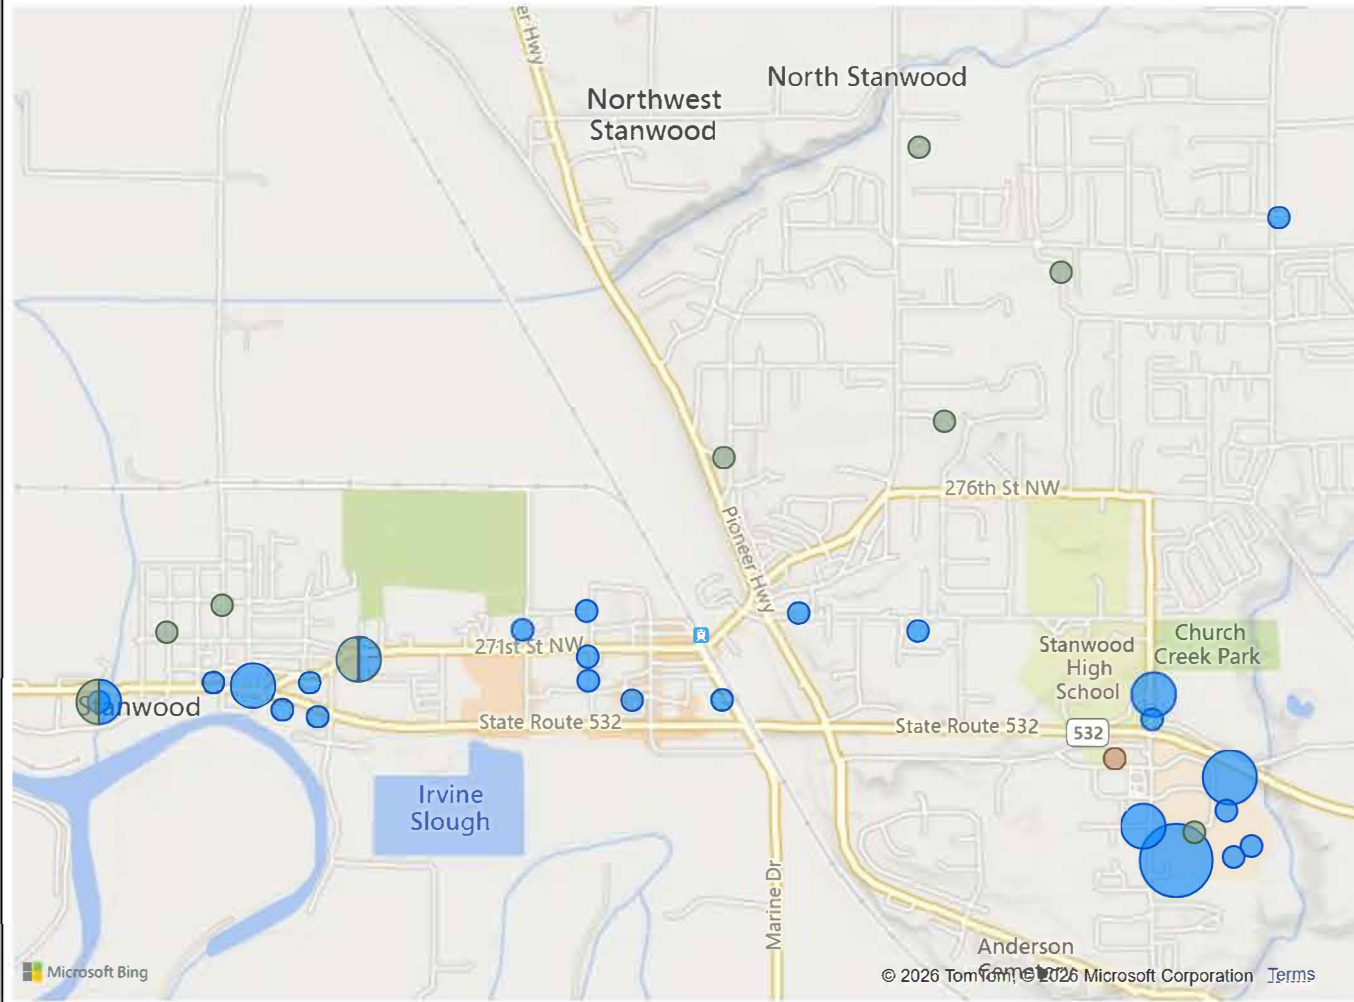 er Hwy
North Stanwood
Northwest
Stanwood
276th St NW
Pioneer Hwy
271st St NW
Stanwood
High
School
Church
Creek Park
Stanwood
State Route 532
State Route 532
532
Irvine
Slough
Marine Dr
Anderson
Cemetery
Microsoft Bing
© 2026 TomTom, © 2026 Microsoft Corporation Terms